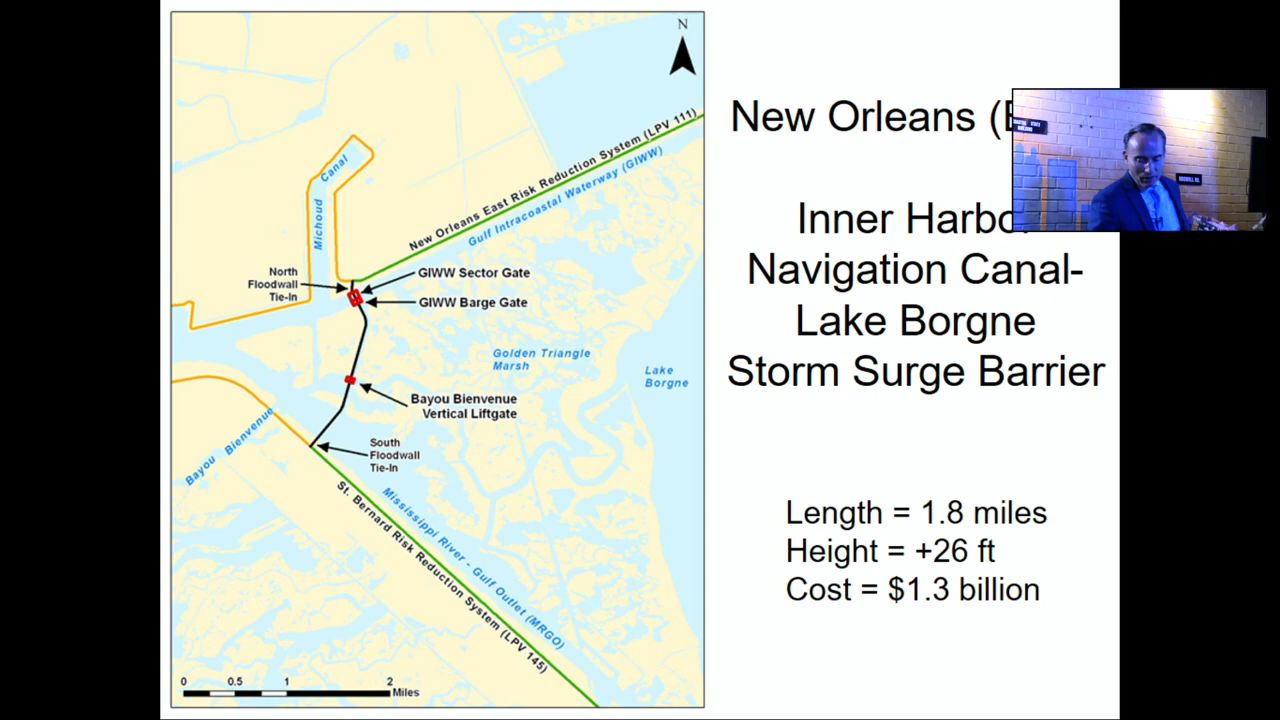 N
New Orleans East Risk Reduction System (LPV 111)
Gulf Intracoastal Waterway (GIWW)
Michoud Canal
North
Floodwall
Tie-In
GIWW Sector Gate
GIWW Barge Gate
Golden Triangle
Marsh
Lake
Borgne
Bayou Bienvenue
Vertical Liftgate
Bayou Bienvenue
South
Floodwall
Tie-In
Mississippi River - Gulf Outlet (MRGO)
St. Bernard Risk Reduction System (LPV 145)
0 0.5 1 2
Miles
New Orleans (
Inner Harbor
Navigation Canal-
Lake Borgne
Storm Surge Barrier
Length = 1.8 miles
Height = +26 ft
Cost = $1.3 billion